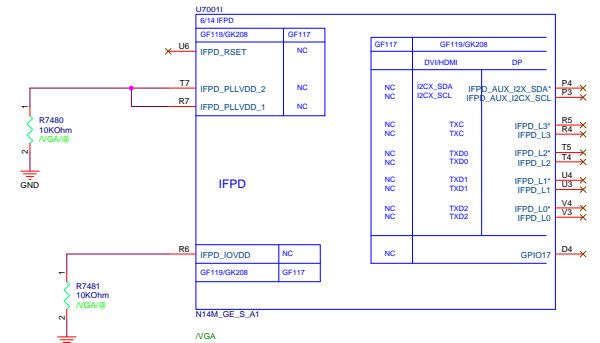 U7001I
6/14 IFPD
GF119/GK208 GF117
U6 IFPD_RSET NC
T7 IFPD_PLLVDD_2 NC
R7 IFPD_PLLVDD_1 NC
1
R7480
10KOhm
/VGA/@
2
GND
IFPD
R6 IFPD_IOVDD NC
GF119/GK208 GF117
1
R7481
10KOhm
/VGA/@
2
GF117 GF119/GK208
DVI/HDMI DP
NC I2CX_SDA IFPD_AUX_I2X_SDA* P4
NC I2CX_SCL IFPD_AUX_I2CX_SCL P3
NC TXC IFPD_L3* R5
NC TXC IFPD_L3 R4
NC TXD0 IFPD_L2* T5
NC TXD0 IFPD_L2 T4
NC TXD1 IFPD_L1* U4
NC TXD1 IFPD_L1 U3
NC TXD2 IFPD_L0* V4
NC TXD2 IFPD_L0 V3
NC GPIO17 D4
N14M_GE_S_A1
/VGA